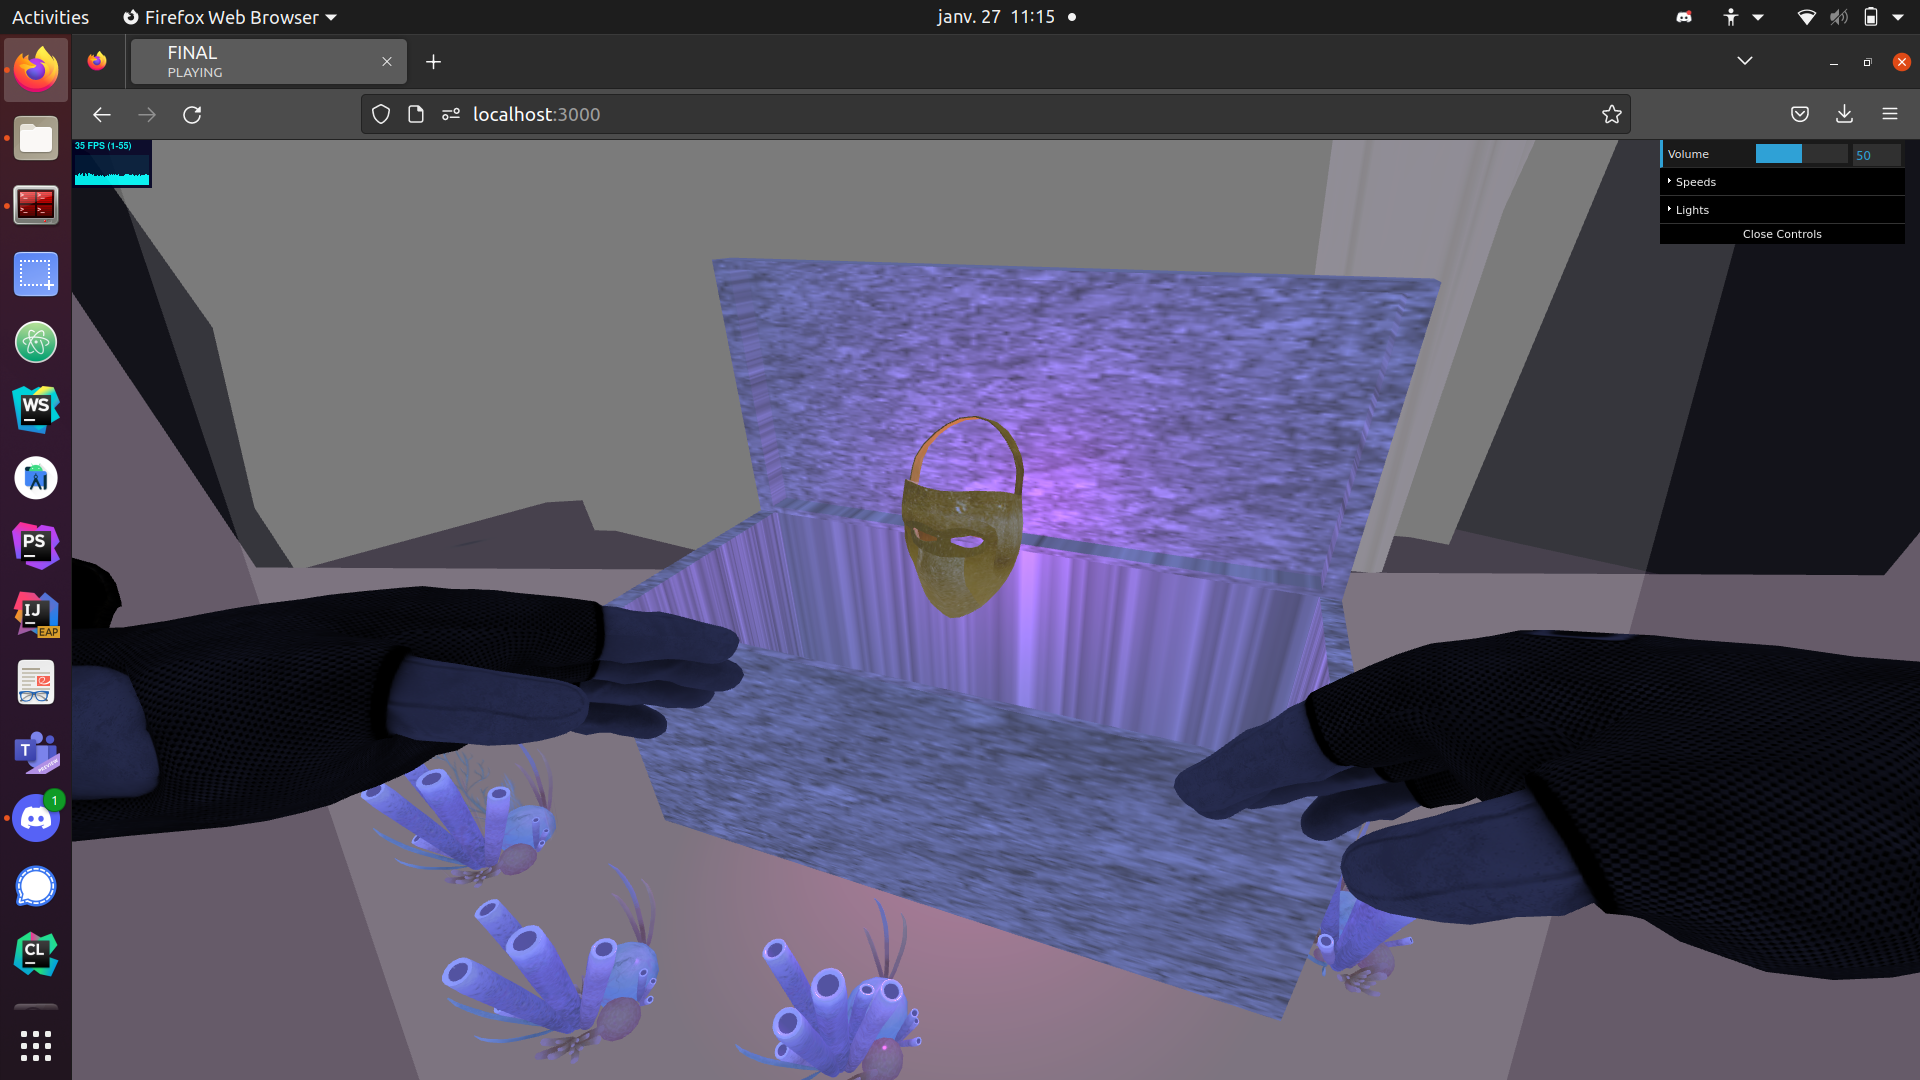 Activities
Firefox Web Browser
janv. 27 11:15
FINAL
PLAYING
localhost:3000
35 FPS (1-55)
Volume
50
Speeds
Lights
Close Controls
WS
PS
IJ
EAP
T
PREVIEW
1
CL